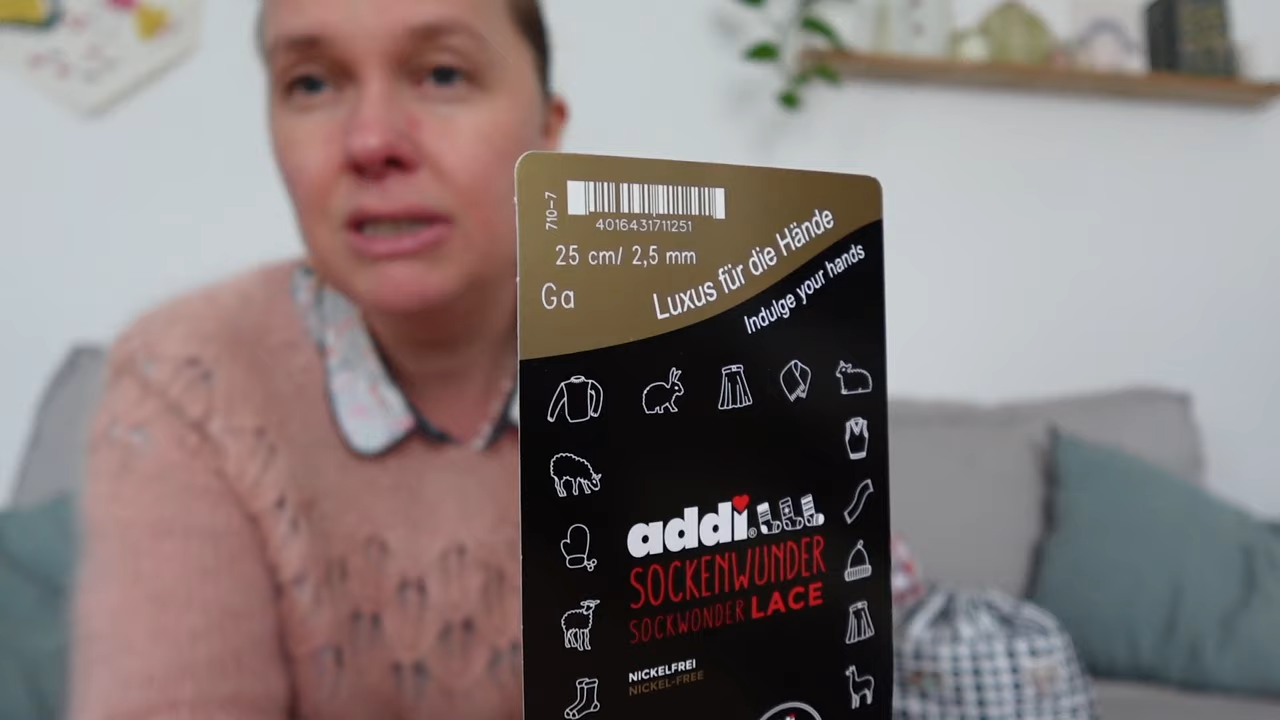 710-7
4016431711251
25 cm/ 2,5 mm
Ga
Luxus für die Hände
Indulge your hands
addi®
SOCKENWUNDER
SOCKWONDER LACE
NICKELFREI
NICKEL-FREE